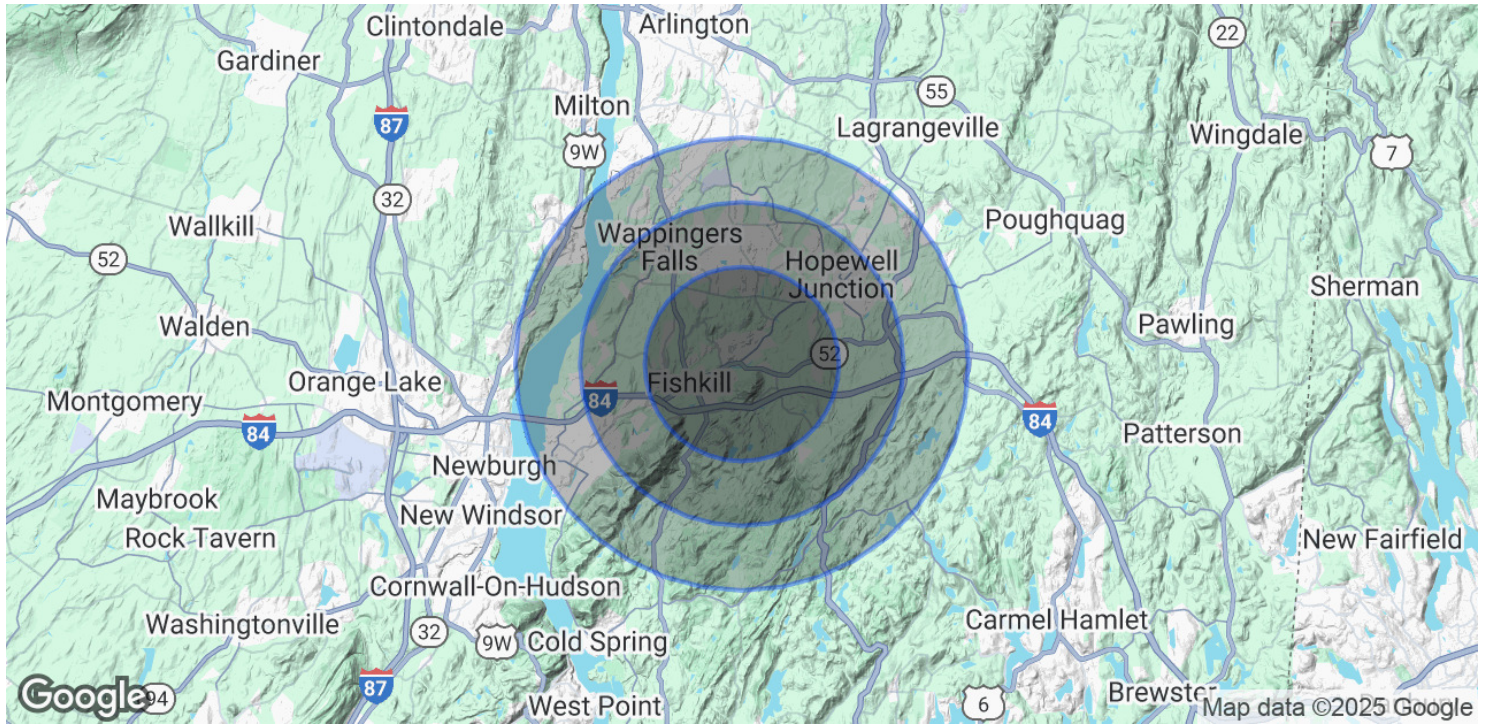 Clintondale
Arlington
22
Gardiner
55
Milton
87
Lagrangeville
Wingdale
9W
7
32
Wallkill
Poughquag
Wappingers
Falls
52
Hopewell
Junction
Sherman
Walden
Pawling
52
Orange Lake
Fishkill
Montgomery
84
84
84
Patterson
Newburgh
Maybrook
New Windsor
Rock Tavern
New Fairfield
Cornwall-On-Hudson
Washingtonville
Carmel Hamlet
32
9W
Cold Spring
87
Google
94
West Point
6
Brewster
Map data ©2025 Google